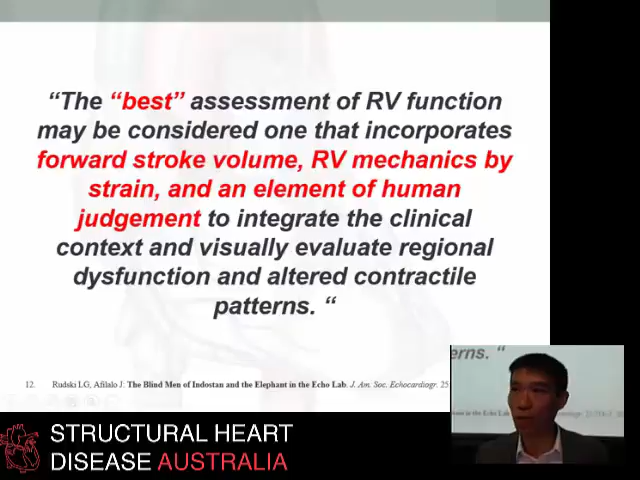 “The “best” assessment of RV function
may be considered one that incorporates
forward stroke volume, RV mechanics by
strain, and an element of human
judgement to integrate the clinical
context and visually evaluate regional
dysfunction and altered contractile
patterns. “
12. Rudski LG, Afilalo J: The Blind Men of Indostan and the Elephant in the Echo Lab. J. Am. Soc. Echocardiogr. 25
erns. “
STRUCTURAL HEART
DISEASE AUSTRALIA